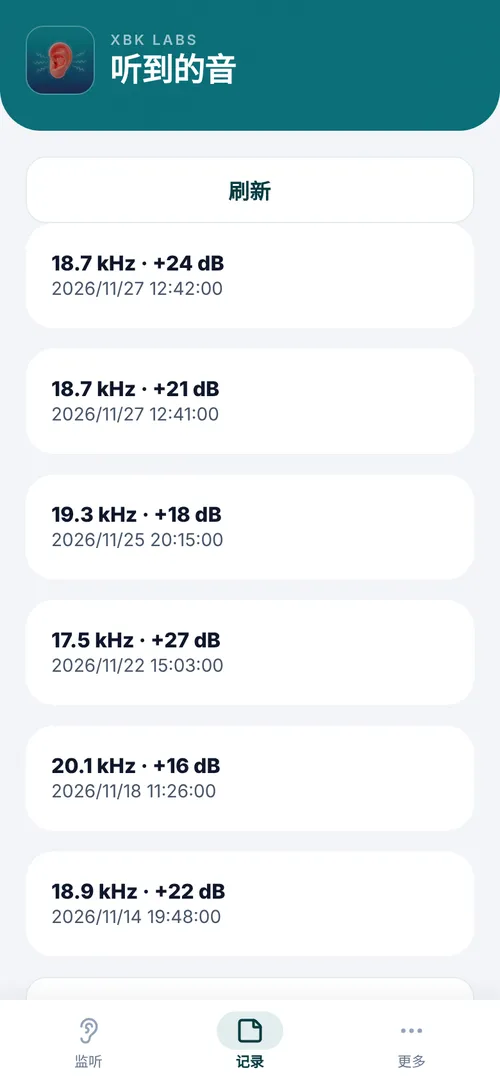 XBK LABS
听到的音
刷新
18.7 kHz · +24 dB
2026/11/27 12:42:00
18.7 kHz · +21 dB
2026/11/27 12:41:00
19.3 kHz · +18 dB
2026/11/25 20:15:00
17.5 kHz · +27 dB
2026/11/22 15:03:00
20.1 kHz · +16 dB
2026/11/18 11:26:00
18.9 kHz · +22 dB
2026/11/14 19:48:00
监听
记录
更多